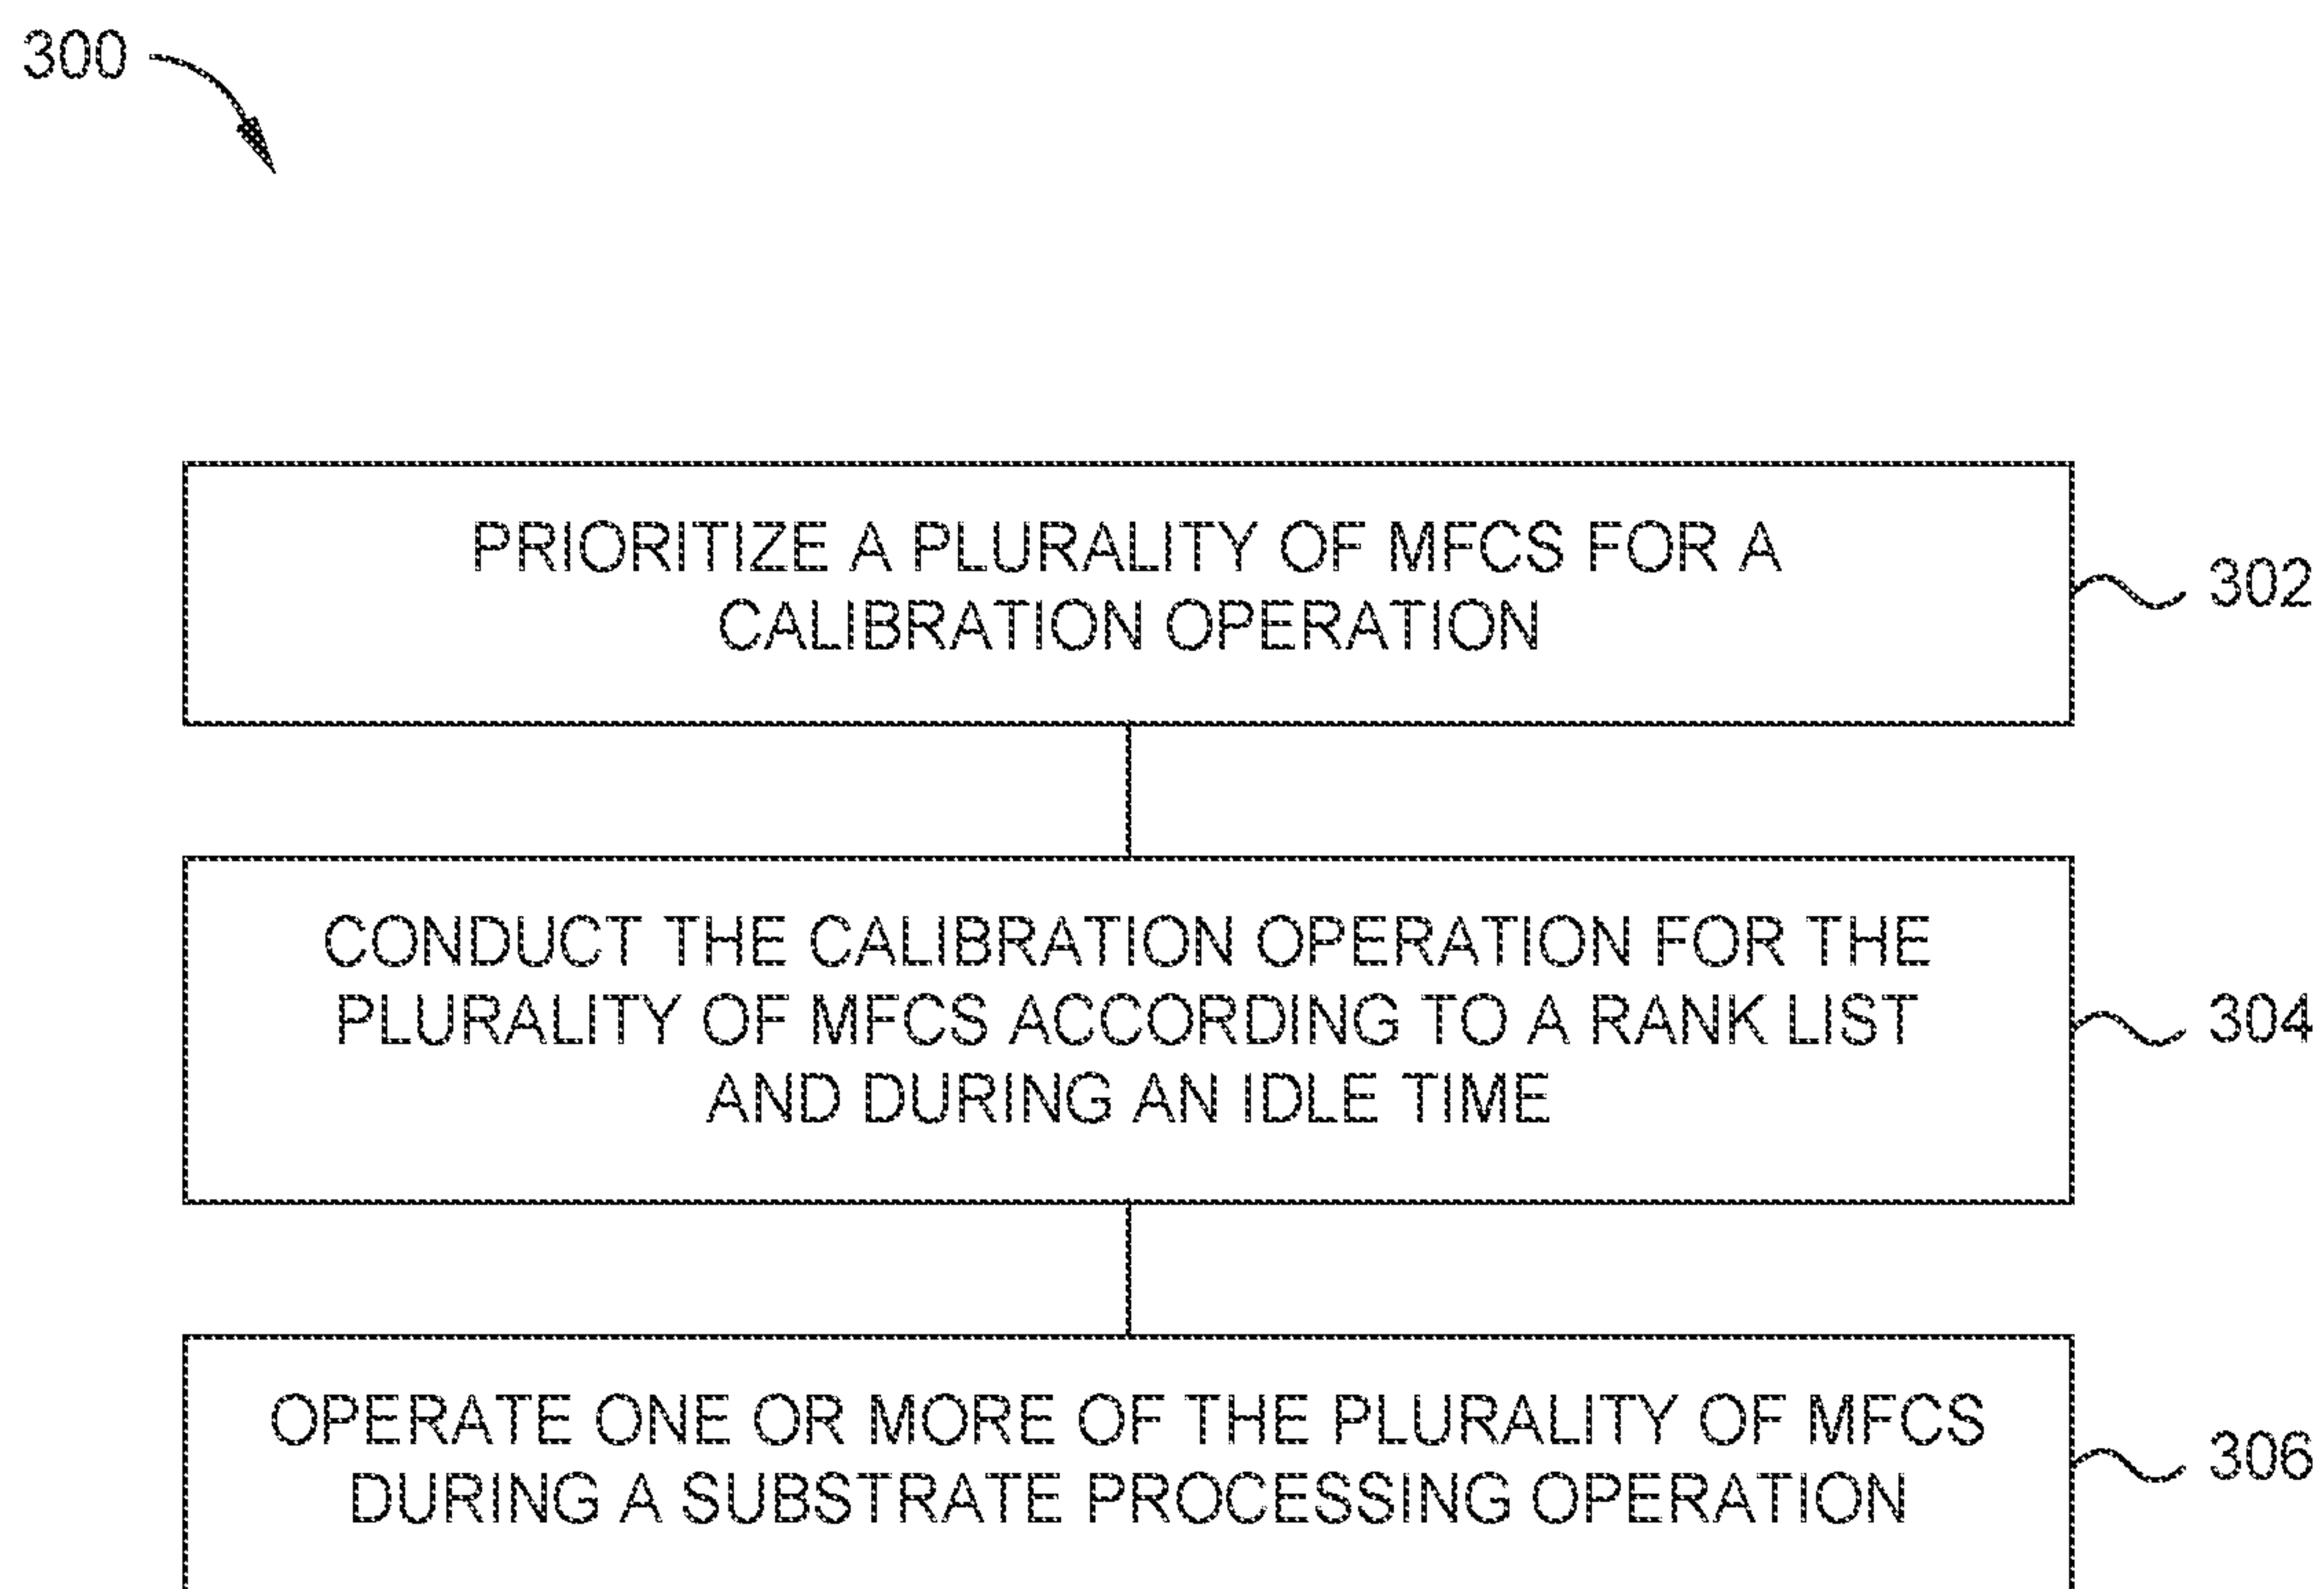 300
PRIORITIZE A PLURALITY OF MFCS FOR A
CALIBRATION OPERATION
302
CONDUCT THE CALIBRATION OPERATION FOR THE
PLURALITY OF MFCS ACCORDING TO A RANK LIST
AND DURING AN IDLE TIME
304
OPERATE ONE OR MORE OF THE PLURALITY OF MFCS
DURING A SUBSTRATE PROCESSING OPERATION
306